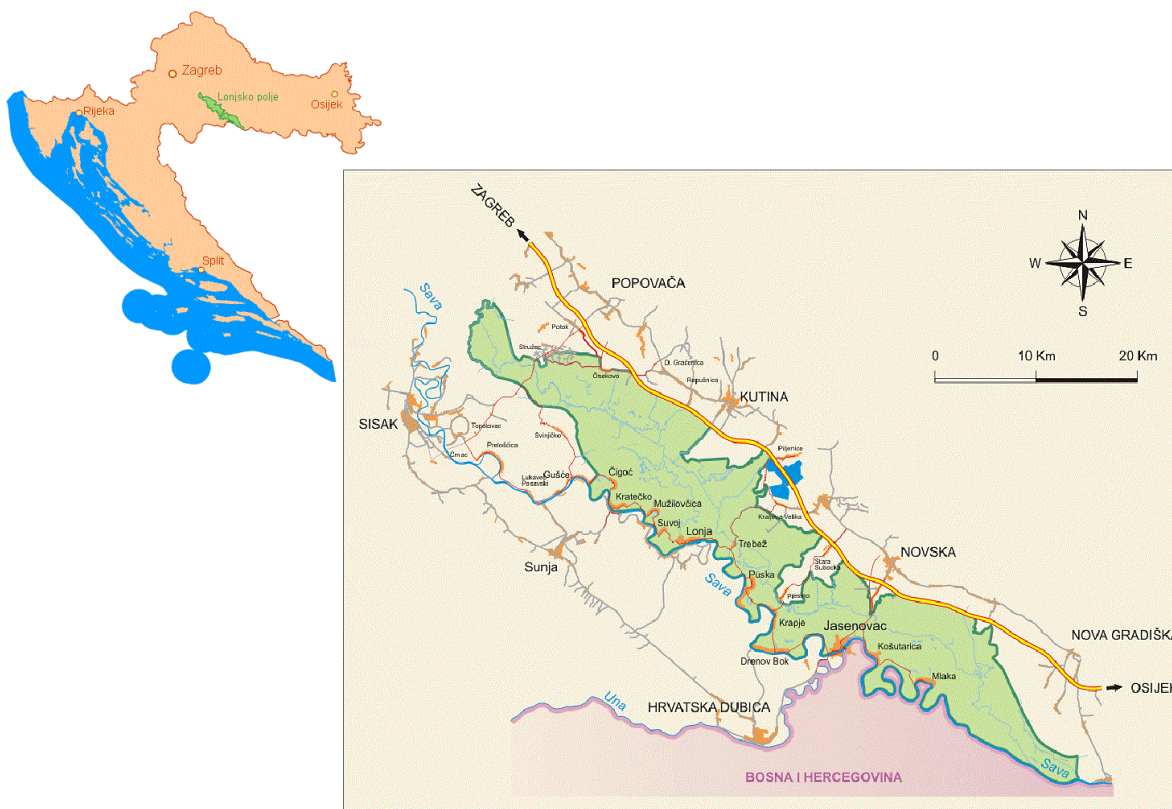 Zagreb
Lonjsko polje
Osijek
Rijeka
Split
ZAGREB
N
W
E
S
POPOVAČA
Sava
Potok
Stružec
Osekovo
Di. Gračenica
Repušnica
KUTINA
0
10 Km
20 Km
SISAK
Topolovac
Prelošćica
Črnac
Svinjičko
Lukavec
Posavski
Gušće
Čigoć
Piljenice
Kratečko
Mužilovčica
Suvoj
Lonja
Kraljeva Velika
Trebež
Sunja
NOVSKA
Stara
Subocka
Sava
Puska
Plesmo
Krapje
Jasenovac
Košutarica
NOVA GRADIŠKA
Drenov Bok
Mlaka
OSIJEK
Una
HRVATSKA DUBICA
Sava
BOSNA I HERCEGOVINA